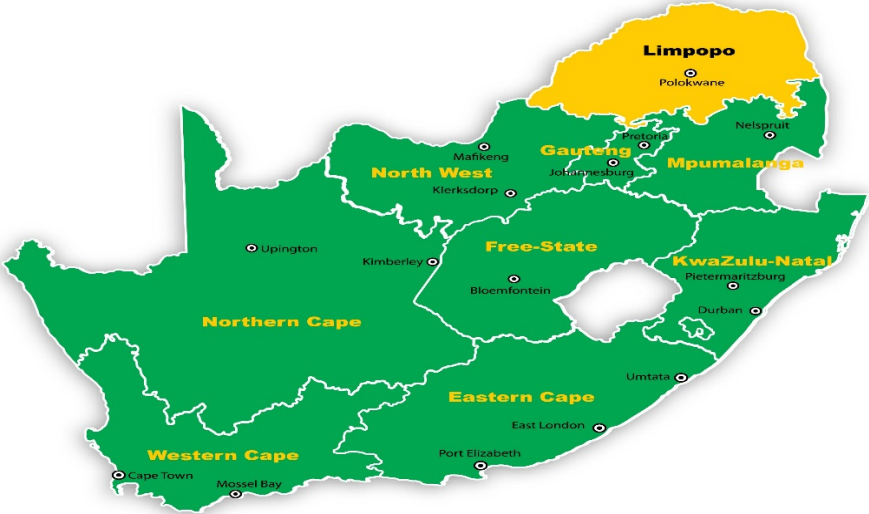 Limpopo
Polokwane
Nelspruit
Pretoria
Gauteng
Mafikeng
Mpumalanga
North West
Johannesburg
Klerksdorp
Free-State
Upington
Kimberley
KwaZulu-Natal
Pietermaritzburg
Bloemfontein
Durban
Northern Cape
Umtata
Eastern Cape
East London
Western Cape
Port Elizabeth
Cape Town
Mossel Bay